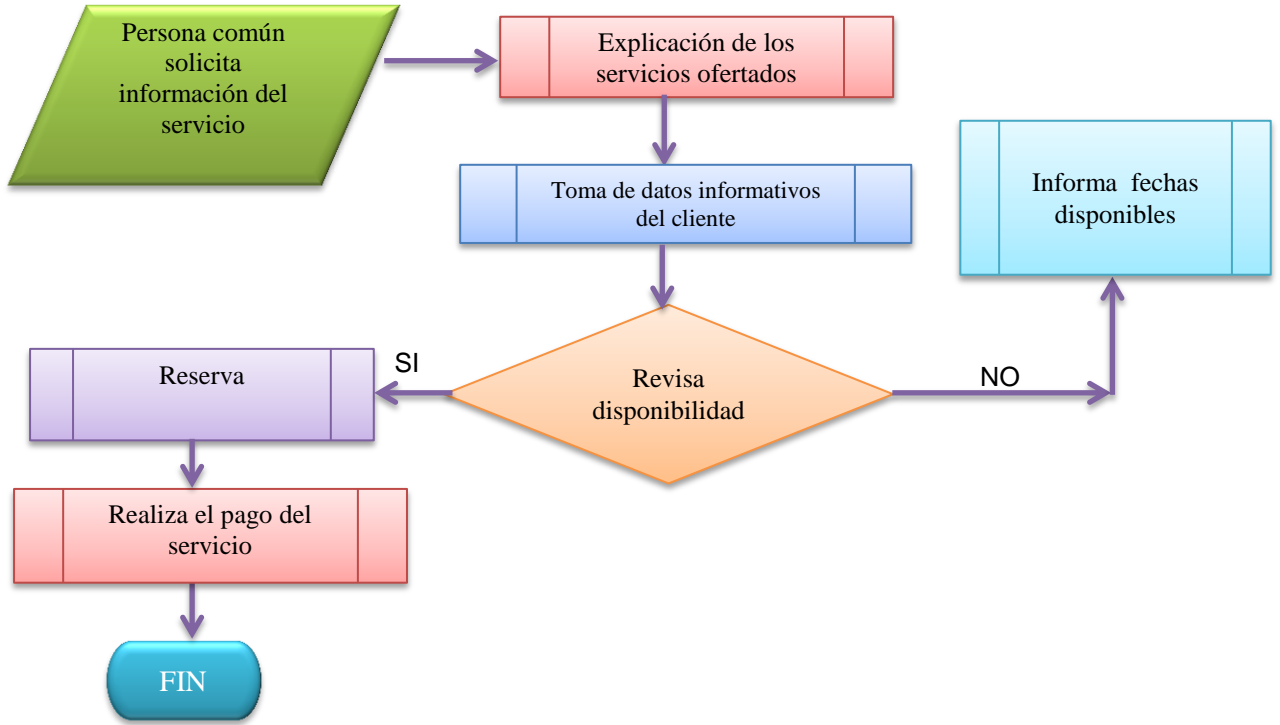 Persona común
solicita
información del
servicio
Explicación de los
servicios ofertados
Toma de datos informativos
del cliente
Informa fechas
disponibles
Revisa
disponibilidad
SI
NO
Reserva
Realiza el pago del
servicio
FIN